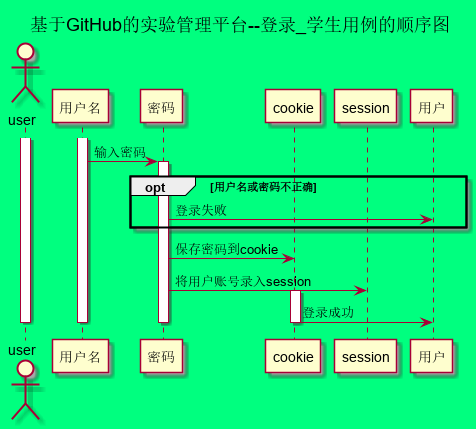 基于GitHub的实验管理平台--登录_学生用例的顺序图
user
用户名
密码
cookie
session
用户
输入密码
opt
[用户名或密码不正确]
登录失败
保存密码到cookie
将用户账号录入session
登录成功
user
用户名
密码
cookie
session
用户